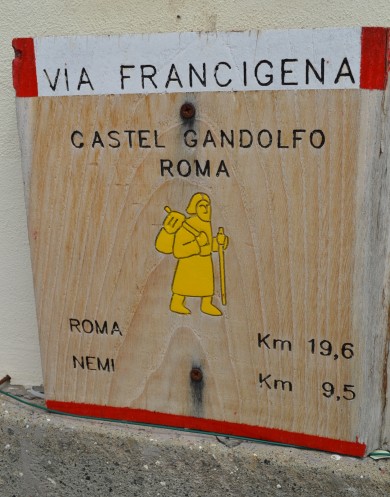 VIA FRANCIGENA
CASTEL GANDOLFO
ROMA
ROMA Km 19,6
NEMI Km 9,5